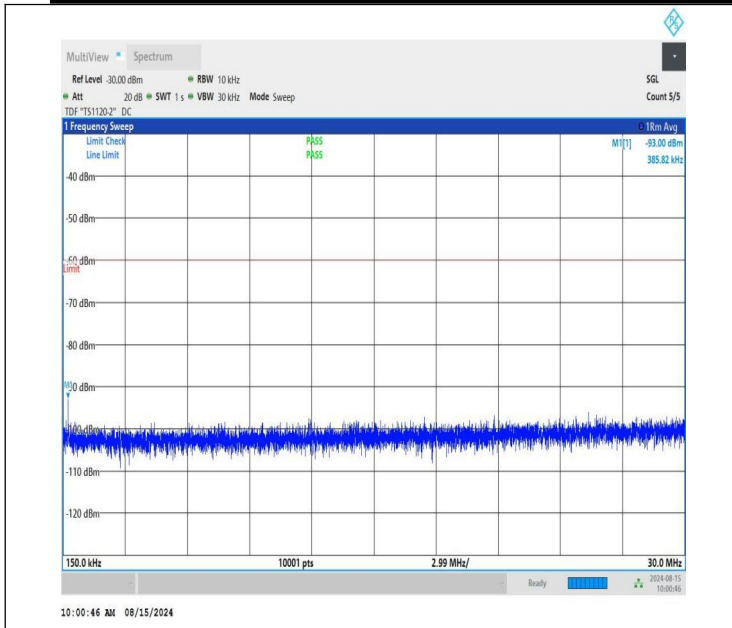 MultiView Spectrum
Ref Level -30.00 dBm RBW 10 kHz SGL
Att 20 dB SWT 1 s VBW 30 kHz Mode Sweep Count 5/5
TDF "TS1120-2" DC
1 Frequency Sweep 1Rm Avg
Limit Check PASS M1[1] -93.00 dBm
Line Limit PASS 385.82 kHz
-40 dBm
-50 dBm
-60 dBm
Limit
-70 dBm
-80 dBm
M1
-90 dBm
-100 dBm
-110 dBm
-120 dBm
150.0 kHz 10001 pts 2.99 MHz/ 30.0 MHz
Ready 2024-08-15
10:00:46
10:00:46 AM 08/15/2024